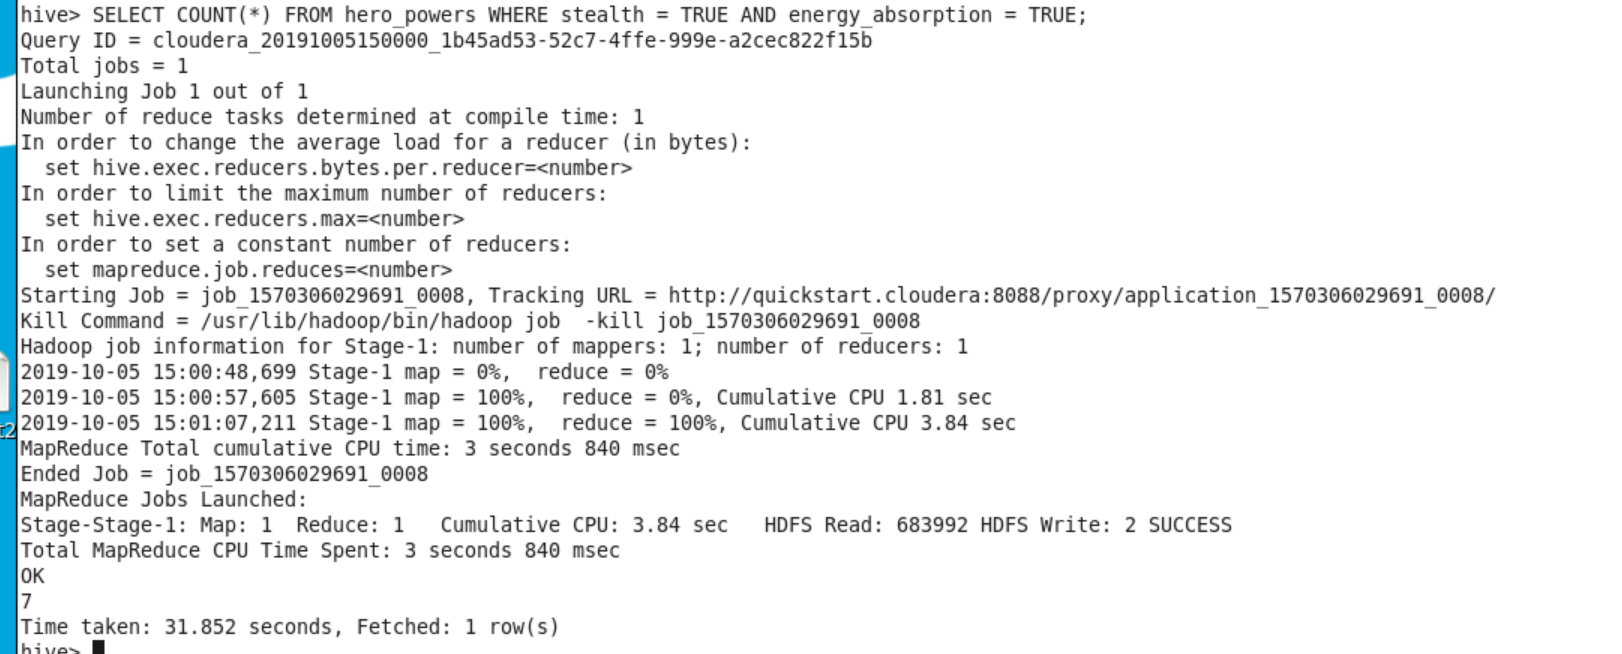 hive> SELECT COUNT(*) FROM hero_powers WHERE stealth = TRUE AND energy_absorption = TRUE;
Query ID = cloudera_20191005150000_1b45ad53-52c7-4ffe-999e-a2cec822f15b
Total jobs = 1
Launching Job 1 out of 1
Number of reduce tasks determined at compile time: 1
In order to change the average load for a reducer (in bytes):
  set hive.exec.reducers.bytes.per.reducer=<number>
In order to limit the maximum number of reducers:
  set hive.exec.reducers.max=<number>
In order to set a constant number of reducers:
  set mapreduce.job.reduces=<number>
Starting Job = job_1570306029691_0008, Tracking URL = http://quickstart.cloudera:8088/proxy/application_1570306029691_0008/
Kill Command = /usr/lib/hadoop/bin/hadoop job  -kill job_1570306029691_0008
Hadoop job information for Stage-1: number of mappers: 1; number of reducers: 1
2019-10-05 15:00:48,699 Stage-1 map = 0%,  reduce = 0%
2019-10-05 15:00:57,605 Stage-1 map = 100%,  reduce = 0%, Cumulative CPU 1.81 sec
2019-10-05 15:01:07,211 Stage-1 map = 100%,  reduce = 100%, Cumulative CPU 3.84 sec
MapReduce Total cumulative CPU time: 3 seconds 840 msec
Ended Job = job_1570306029691_0008
MapReduce Jobs Launched:
Stage-Stage-1: Map: 1  Reduce: 1   Cumulative CPU: 3.84 sec   HDFS Read: 683992 HDFS Write: 2 SUCCESS
Total MapReduce CPU Time Spent: 3 seconds 840 msec
OK
7
Time taken: 31.852 seconds, Fetched: 1 row(s)
hive>